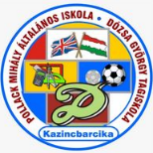 POLLACK MIHÁLY ÁLTALÁNOS ISKOLA • DÓZSA GYÖRGY TAGISKOLA
D
Kazincbarcika